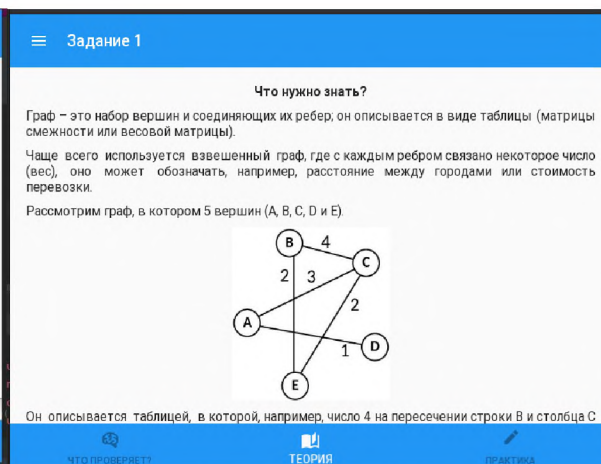 Задание 1
Что нужно знать?
Граф – это набор вершин и соединяющих их ребер; он описывается в виде таблицы (матрицы
смежности или весовой матрицы).
Чаще всего используется взвешенный граф, где с каждым ребром связано некоторое число
(вес), оно может обозначать, например, расстояние между городами или стоимость
перевозки.
Рассмотрим граф, в котором 5 вершин (A, B, C, D и E).
B 4
C
2 3
2
A
1 D
E
Он описывается таблицей, в которой, например, число 4 на пересечении строки B и столбца C
ЧТО ПРОВЕРЯЕТ? ТЕОРИЯ ПРАКТИКА